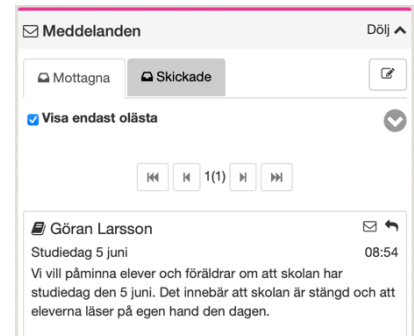 Meddelanden Dölj
Mottagna Skickade
Visa endast olästa
1(1)
Göran Larsson
Studiedag 5 juni 08:54
Vi vill påminna elever och föräldrar om att skolan har
studiedag den 5 juni. Det innebär att skolan är stängd och att
eleverna läser på egen hand den dagen.